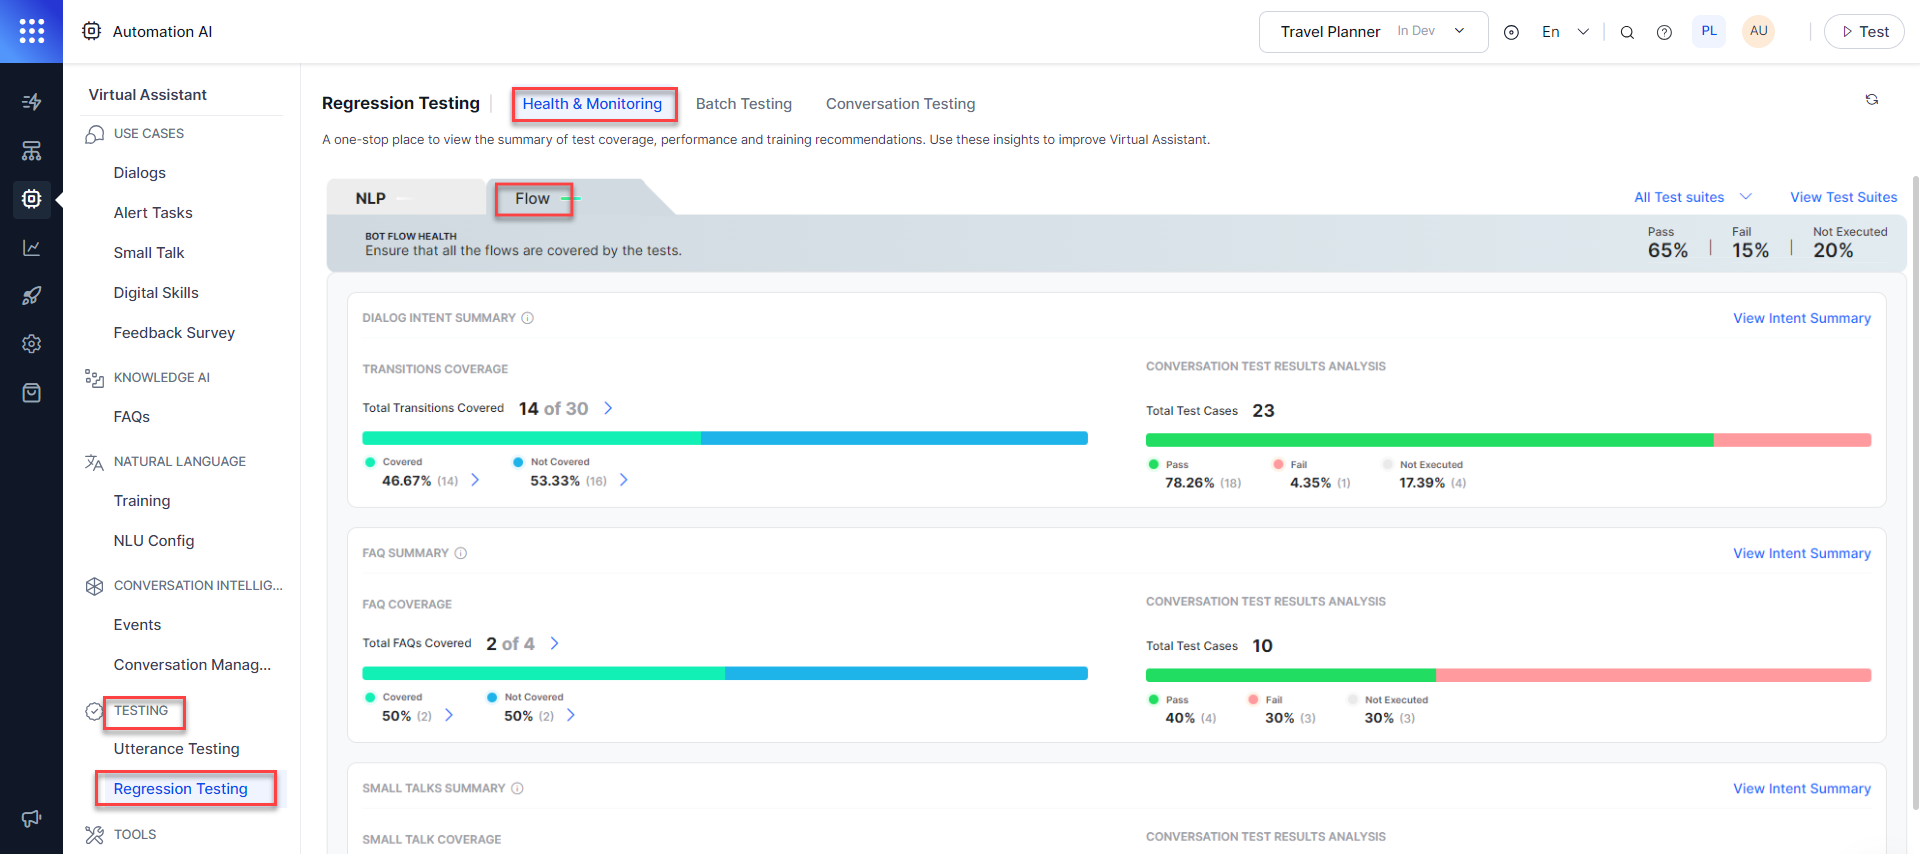 Automation AI
Travel Planner In Dev
En
PL
AU
Test
Virtual Assistant
USE CASES
Dialogs
Alert Tasks
Small Talk
Digital Skills
Feedback Survey
KNOWLEDGE AI
FAQs
NATURAL LANGUAGE
Training
NLU Config
CONVERSATION INTELLIG...
Events
Conversation Manag...
TESTING
Utterance Testing
Regression Testing
TOOLS
Regression Testing
Health & Monitoring
Batch Testing
Conversation Testing
A one-stop place to view the summary of test coverage, performance and training recommendations. Use these insights to improve Virtual Assistant.
NLP
Flow
All Test suites
View Test Suites
BOT FLOW HEALTH
Ensure that all the flows are covered by the tests.
Pass Fail Not Executed
65% 15% 20%
DIALOG INTENT SUMMARY
View Intent Summary
TRANSITIONS COVERAGE
Total Transitions Covered 14 of 30
Covered Not Covered
46.67% (14) 53.33% (16)
CONVERSATION TEST RESULTS ANALYSIS
Total Test Cases 23
Pass Fail Not Executed
78.26% (18) 4.35% (1) 17.39% (4)
FAQ SUMMARY
View Intent Summary
FAQ COVERAGE
Total FAQs Covered 2 of 4
Covered Not Covered
50% (2) 50% (2)
CONVERSATION TEST RESULTS ANALYSIS
Total Test Cases 10
Pass Fail Not Executed
40% (4) 30% (3) 30% (3)
SMALL TALKS SUMMARY
View Intent Summary
SMALL TALK COVERAGE
CONVERSATION TEST RESULTS ANALYSIS